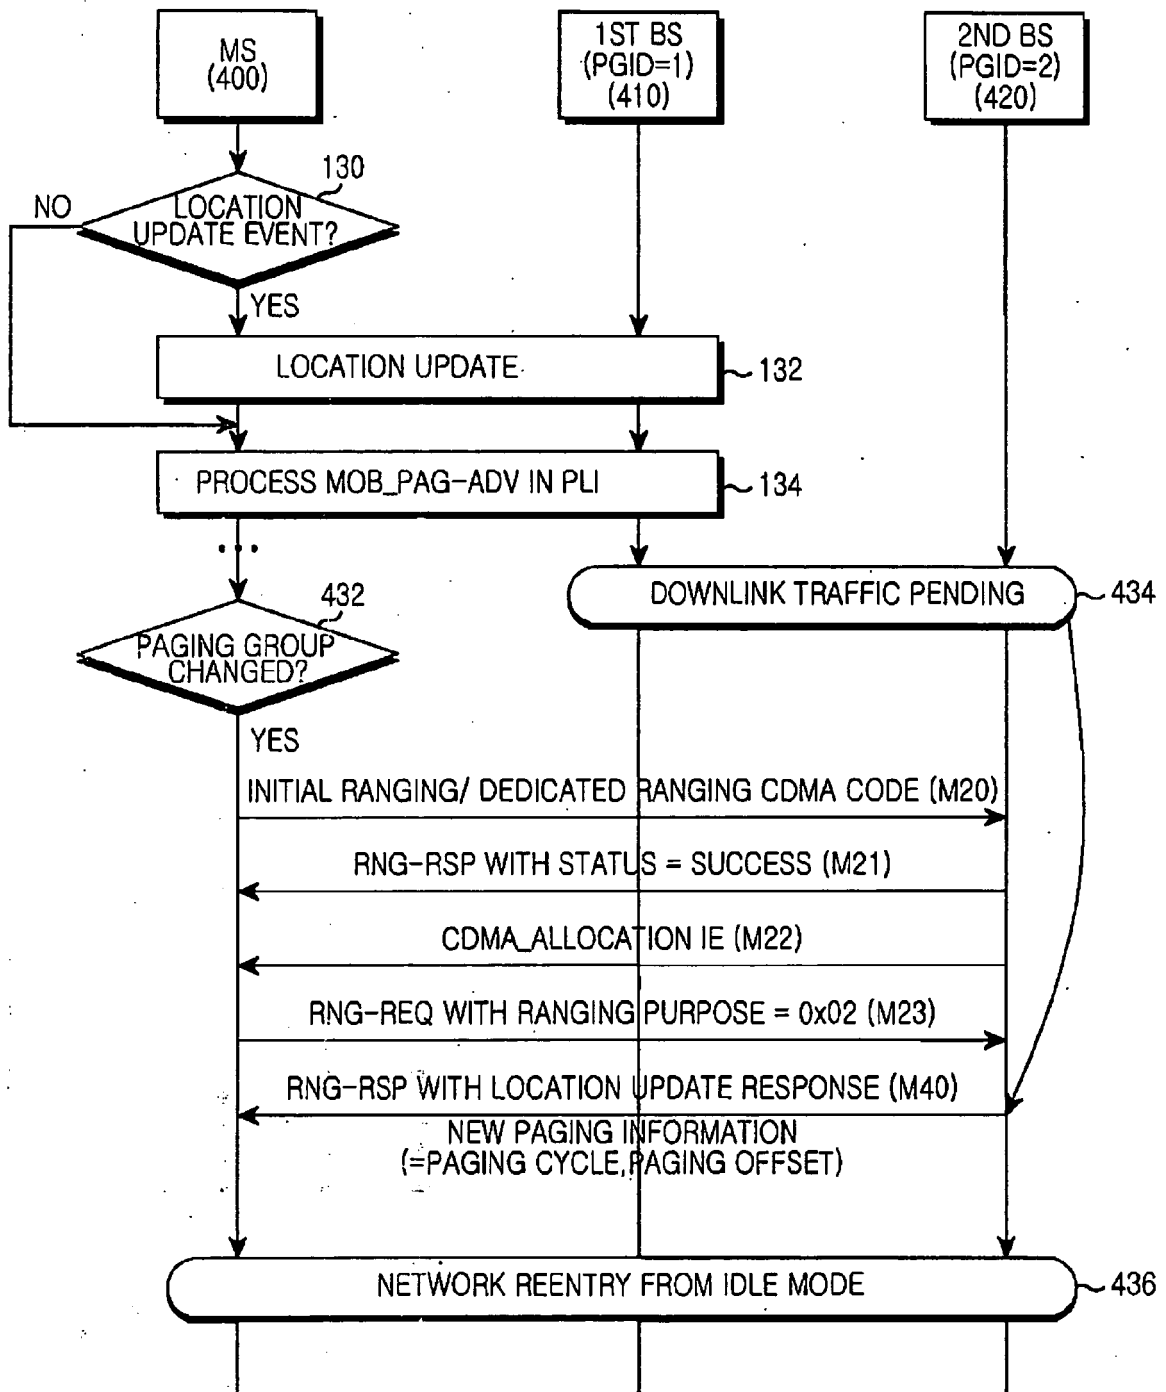 MS
(400)
1ST BS
(PGID=1)
(410)
2ND BS
(PGID=2)
(420)
130
NO
LOCATION
UPDATE EVENT?
YES
LOCATION UPDATE
132
PROCESS MOB_PAG-ADV IN PLI
134
...
DOWNLINK TRAFFIC PENDING
434
432
PAGING GROUP
CHANGED?
YES
INITIAL RANGING/ DEDICATED RANGING CDMA CODE (M20)
RNG-RSP WITH STATUS = SUCCESS (M21)
CDMA_ALLOCATION IE (M22)
RNG-REQ WITH RANGING PURPOSE = 0x02 (M23)
RNG-RSP WITH LOCATION UPDATE RESPONSE (M40)
NEW PAGING INFORMATION
(=PAGING CYCLE,PAGING OFFSET)
NETWORK REENTRY FROM IDLE MODE
436